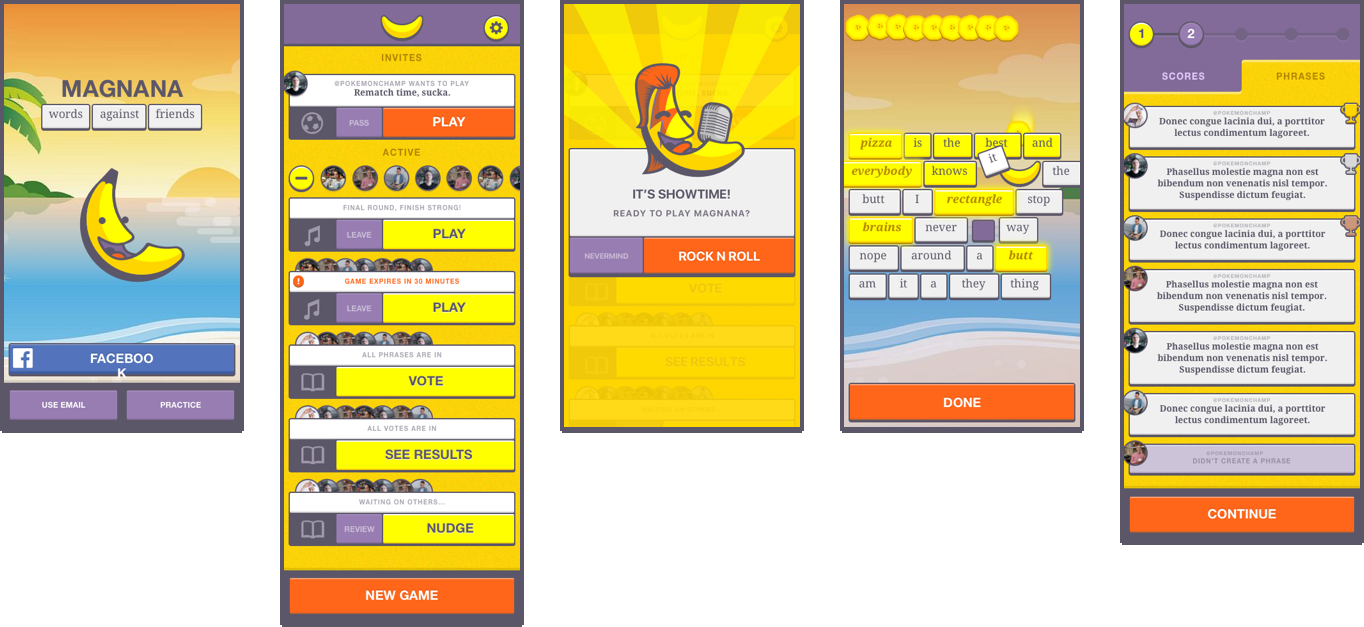 MAGNANA
words against friends
FACEBOO
K
USE EMAIL PRACTICE
INVITES
@POKEMONCHAMP WANTS TO PLAY
Rematch time, sucka.
PASS PLAY
ACTIVE
FINAL ROUND, FINISH STRONG!
LEAVE PLAY
GAME EXPIRES IN 30 MINUTES
LEAVE PLAY
ALL PHRASES ARE IN
VOTE
ALL VOTES ARE IN
SEE RESULTS
WAITING ON OTHERS...
REVIEW NUDGE
NEW GAME
IT'S SHOWTIME!
READY TO PLAY MAGNANA?
NEVERMIND ROCK N ROLL
VOTE
SEE RESULTS
pizza is the best and
it
everybody knows the
butt I rectangle stop
brains never way
nope around a butt
am it a they thing
DONE
1 2
SCORES PHRASES
@POKEMONCHAMP
Donec congue lacinia dui, a porttitor
lectus condimentum lagoreet.
@POKEMONCHAMP
Phasellus molestie magna non est
bibendum non venenatis nisl tempor.
Suspendisse dictum feugiat.
@POKEMONCHAMP
Donec congue lacinia dui, a porttitor
lectus condimentum lagoreet.
@POKEMONCHAMP
Phasellus molestie magna non est
bibendum non venenatis nisl tempor.
Suspendisse dictum feugiat.
@POKEMONCHAMP
Phasellus molestie magna non est
bibendum non venenatis nisl tempor.
Suspendisse dictum feugiat.
@POKEMONCHAMP
Donec congue lacinia dui, a porttitor
lectus condimentum lagoreet.
@POKEMONCHAMP
DIDN'T CREATE A PHRASE
CONTINUE